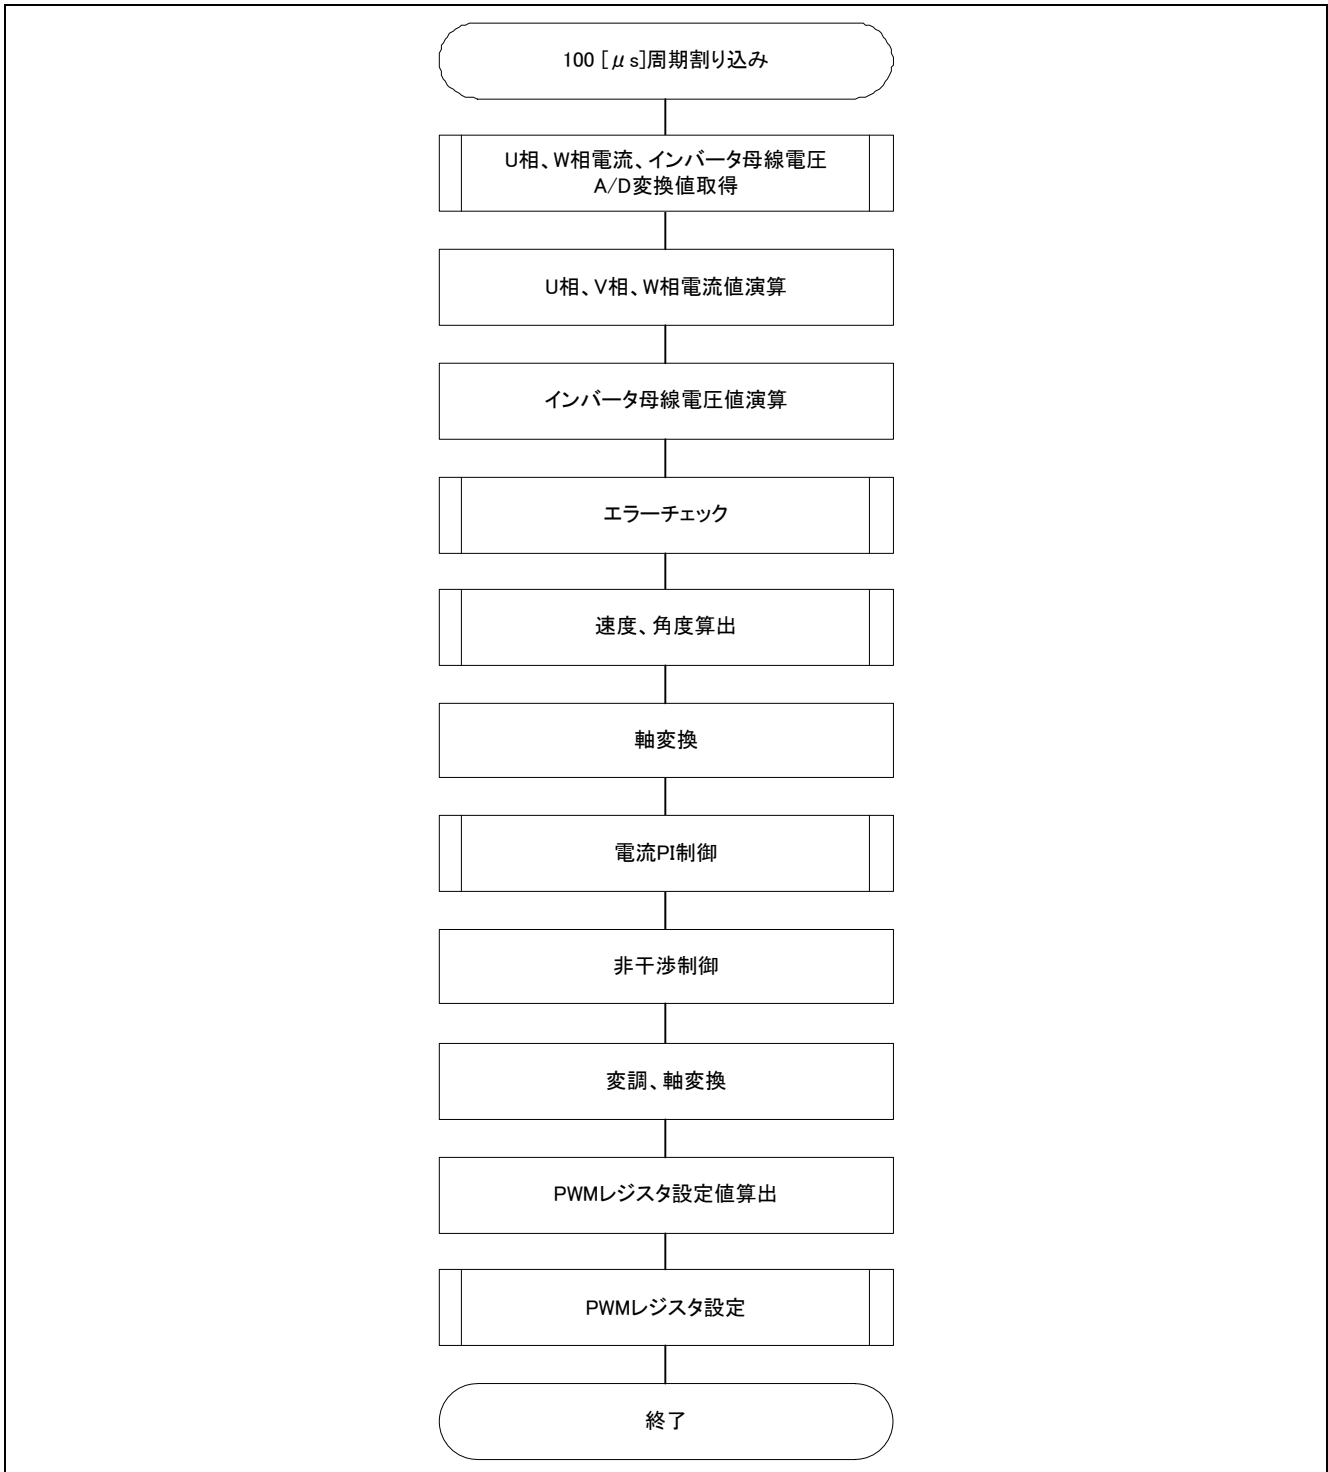 100 [μs]周期割り込み
U相、W相電流、インバータ母線電圧
A/D変換値取得
U相、V相、W相電流値演算
インバータ母線電圧値演算
エラーチェック
速度、角度算出
軸変換
電流PI制御
非干渉制御
変調、軸変換
PWMレジスタ設定値算出
PWMレジスタ設定
終了